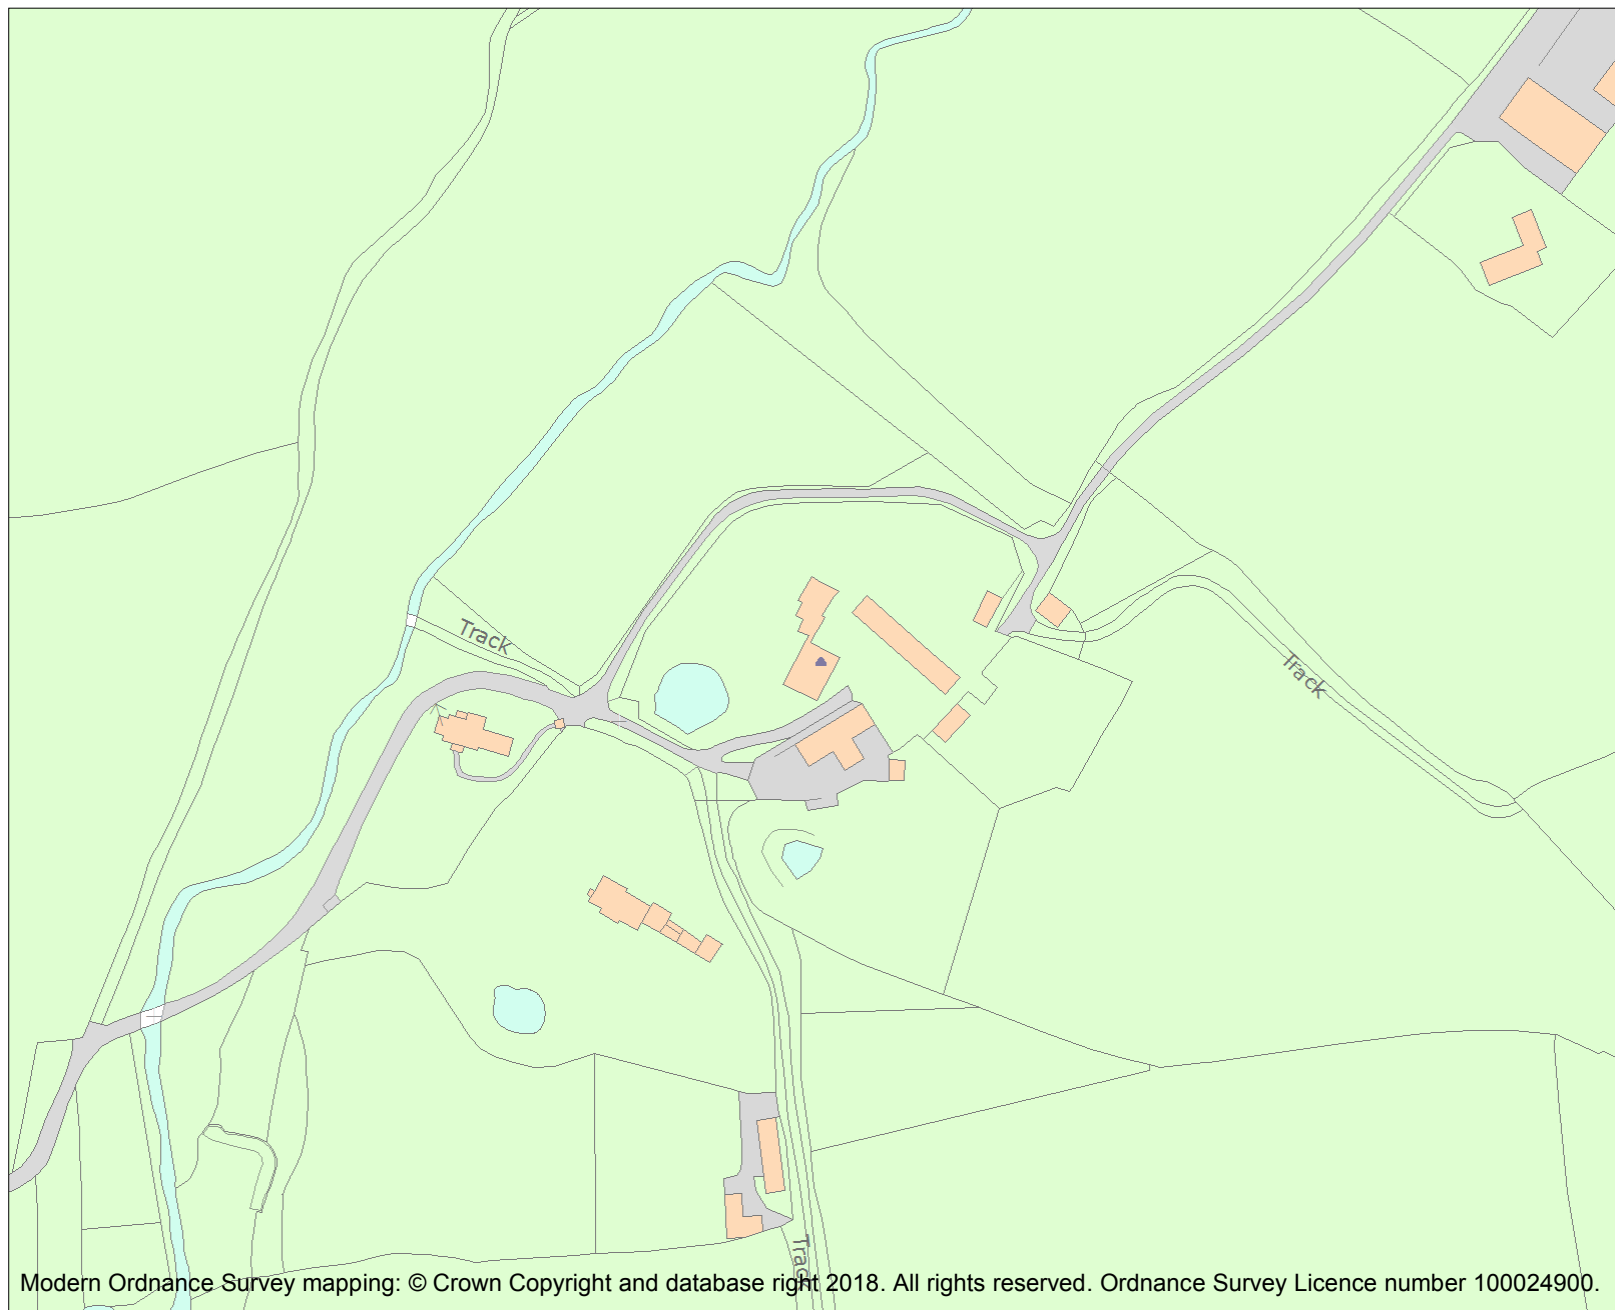 Track
Track
Track
Modern Ordnance Survey mapping: © Crown Copyright and database right 2018. All rights reserved. Ordnance Survey Licence number 100024900.